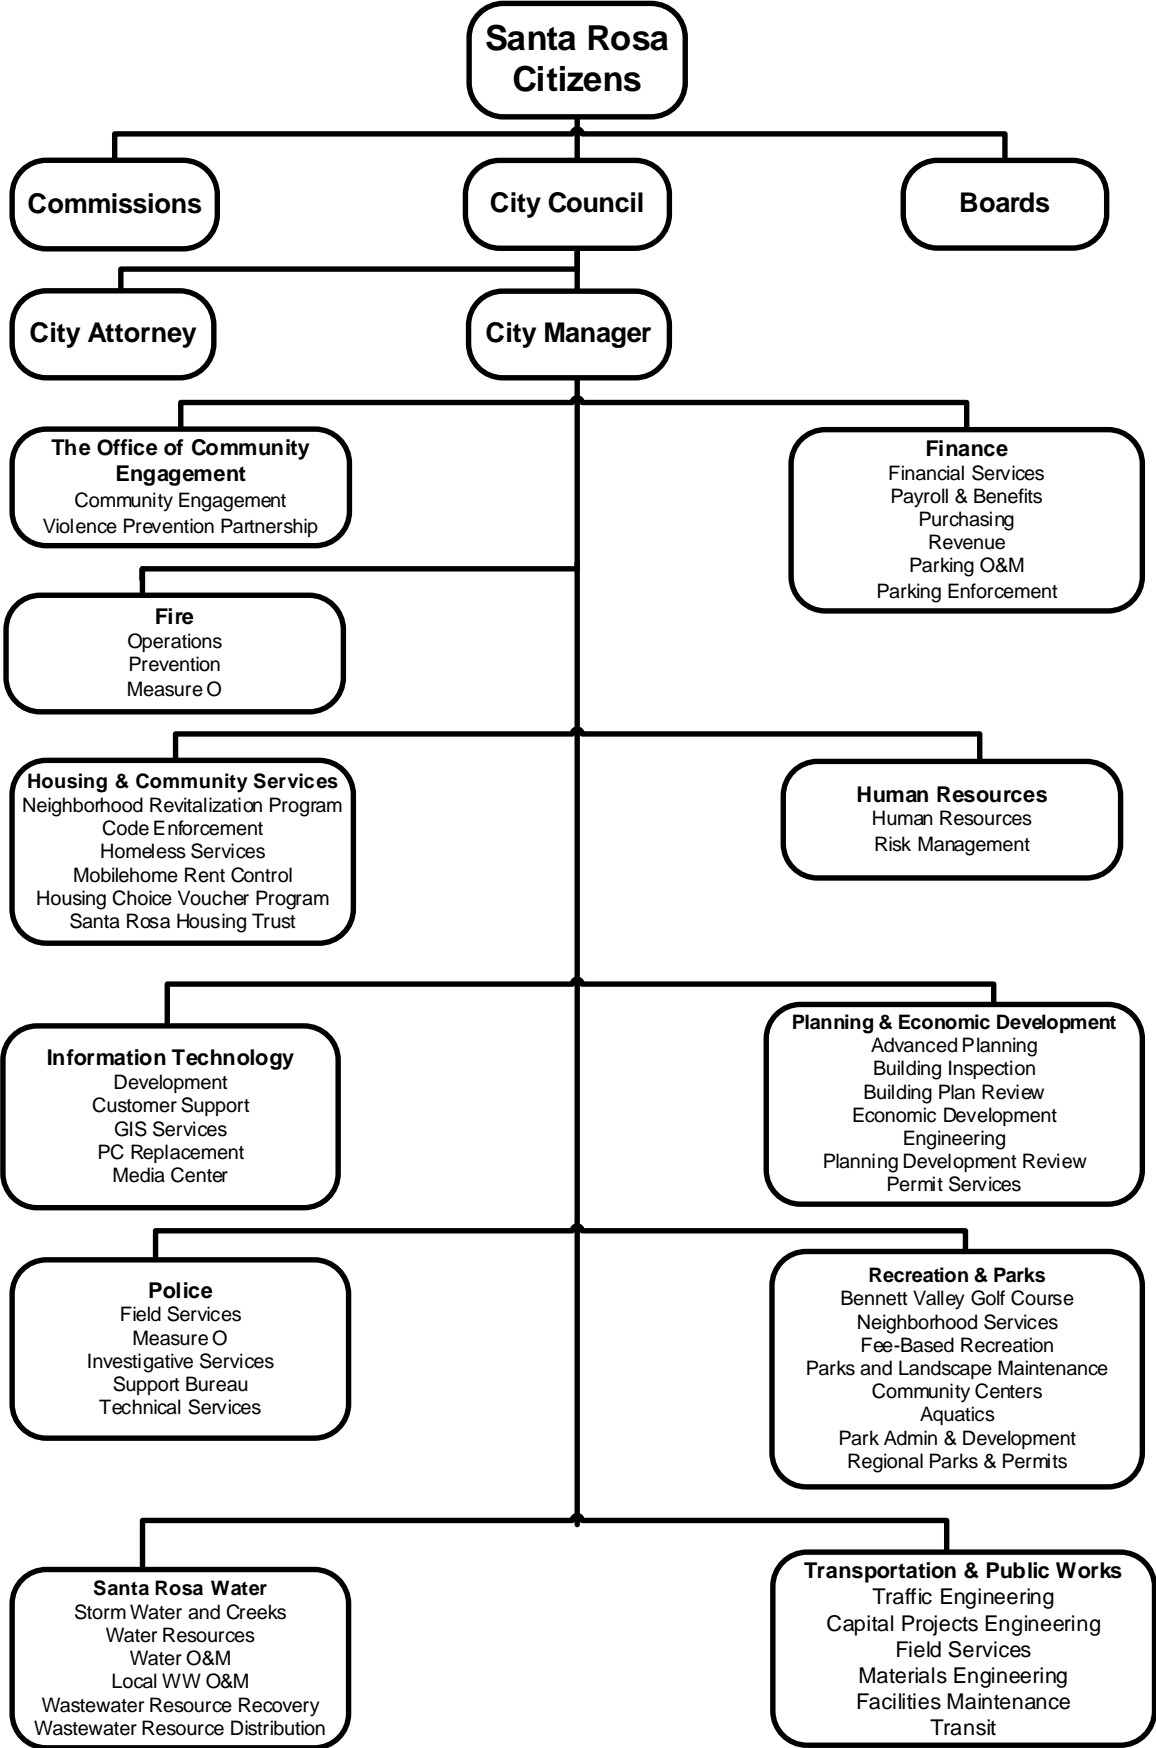 Santa Rosa
Citizens
Commissions
City Council
Boards
City Attorney
City Manager
The Office of Community
Engagement
Community Engagement
Violence Prevention Partnership
Finance
Financial Services
Payroll & Benefits
Purchasing
Revenue
Parking O&M
Parking Enforcement
Fire
Operations
Prevention
Measure O
Housing & Community Services
Neighborhood Revitalization Program
Code Enforcement
Homeless Services
Mobilehome Rent Control
Housing Choice Voucher Program
Santa Rosa Housing Trust
Human Resources
Human Resources
Risk Management
Information Technology
Development
Customer Support
GIS Services
PC Replacement
Media Center
Planning & Economic Development
Advanced Planning
Building Inspection
Building Plan Review
Economic Development
Engineering
Planning Development Review
Permit Services
Police
Field Services
Measure O
Investigative Services
Support Bureau
Technical Services
Recreation & Parks
Bennett Valley Golf Course
Neighborhood Services
Fee-Based Recreation
Parks and Landscape Maintenance
Community Centers
Aquatics
Park Admin & Development
Regional Parks & Permits
Santa Rosa Water
Storm Water and Creeks
Water Resources
Water O&M
Local WW O&M
Wastewater Resource Recovery
Wastewater Resource Distribution
Transportation & Public Works
Traffic Engineering
Capital Projects Engineering
Field Services
Materials Engineering
Facilities Maintenance
Transit